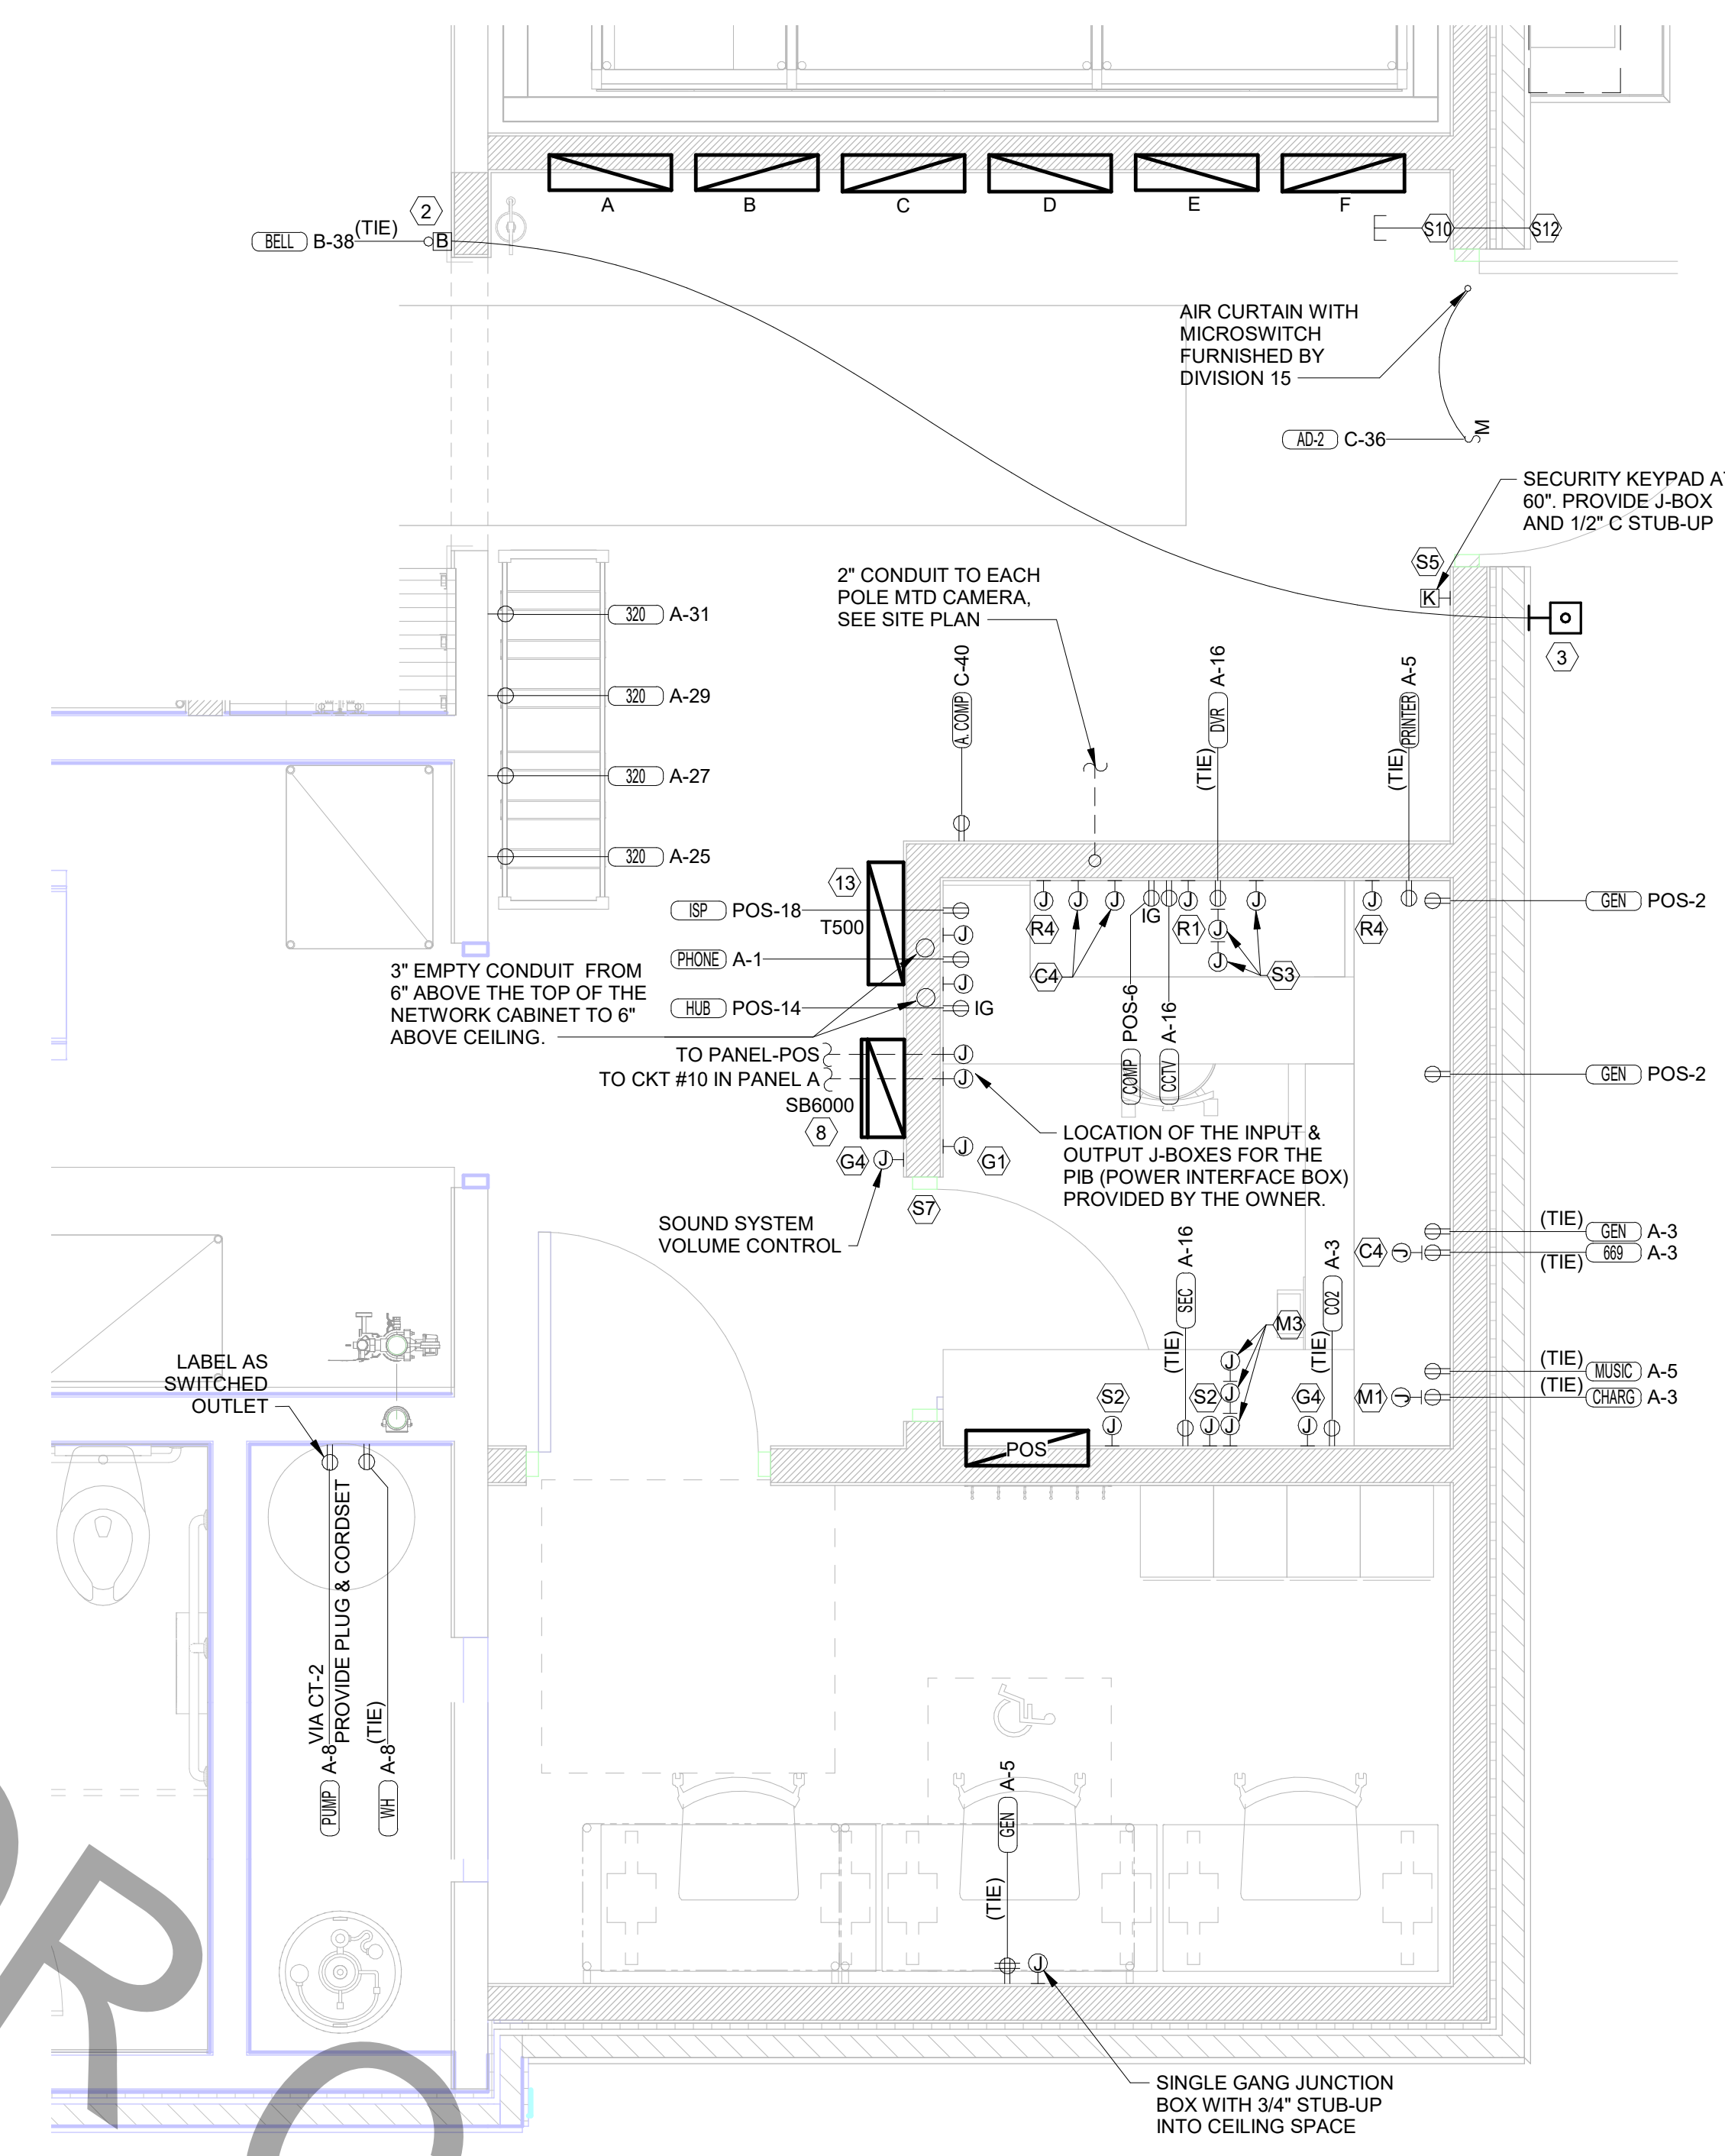 A
B
C
D
E
F
2
BELL B-38 (TIE)
B
S10
S12
AIR CURTAIN WITH
MICROSWITCH
FURNISHED BY
DIVISION 15
AD-2 C-36
M
SECURITY KEYPAD AT
60". PROVIDE J-BOX
AND 1/2" C STUB-UP
S5
K
3
2" CONDUIT TO EACH
POLE MTD CAMERA,
SEE SITE PLAN
320 A-31
320 A-29
320 A-27
320 A-25
A. COMP C-40
(TIE) DVR A-16
(TIE) PRINTER A-5
13
T500
ISP POS-18
J
PHONE A-1
J
HUB POS-14
IG
3" EMPTY CONDUIT FROM
6" ABOVE THE TOP OF THE
NETWORK CABINET TO 6"
ABOVE CEILING.
J
J
J
J
J
J
R4
IG
R1
J
R4
C4
J
S3
COMP POS-6
CCTV A-16
GEN POS-2
GEN POS-2
TO PANEL-POS
J
TO CKT #10 IN PANEL A
J
SB6000
8
G4
J
J
G1
LOCATION OF THE INPUT &
OUTPUT J-BOXES FOR THE
PIB (POWER INTERFACE BOX)
PROVIDED BY THE OWNER.
S7
SOUND SYSTEM
VOLUME CONTROL
(TIE) SEC A-16
(TIE) CO2 A-3
(TIE) GEN A-3
C4
J
(TIE) 669 A-3
M3
J
J
S2
S2
G4
M1
J
J
J
J
J
(TIE) MUSIC A-5
(TIE) CHARG A-3
POS
LABEL AS
SWITCHED
OUTLET
PUMP A-8 VIA CT-2
PROVIDE PLUG & CORDSET
WH A-8 (TIE)
(TIE) GEN A-5
J
SINGLE GANG JUNCTION
BOX WITH 3/4" STUB-UP
INTO CEILING SPACE
R